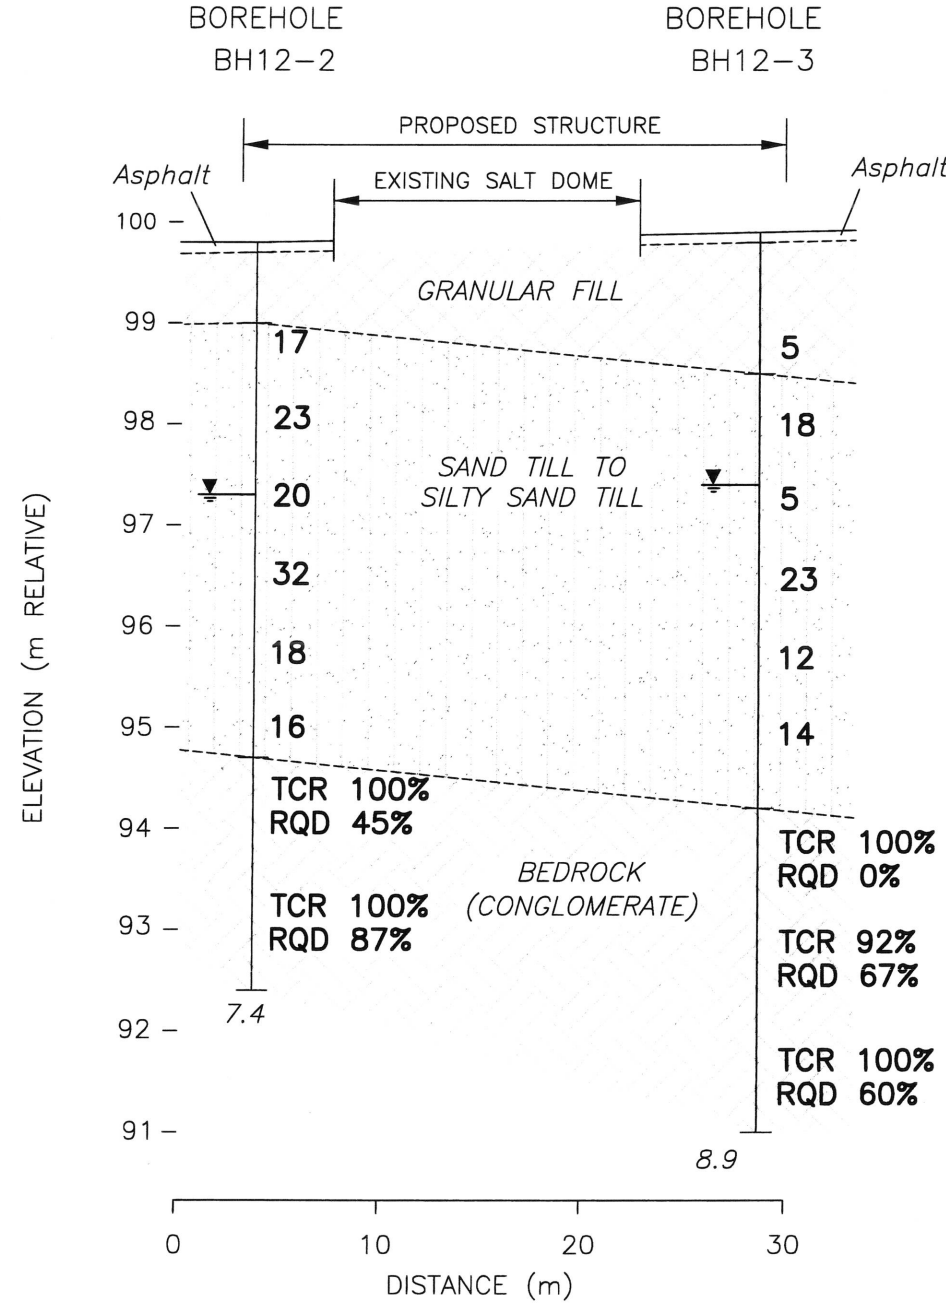 BOREHOLE
BH12-2
BOREHOLE
BH12-3
PROPOSED STRUCTURE
Asphalt
EXISTING SALT DOME
Asphalt
100
GRANULAR FILL
99
17
5
98
23
18
SAND TILL TO
SILTY SAND TILL
20
5
97
32
23
96
18
12
95
16
14
TCR 100%
RQD 45%
94
TCR 100%
RQD 0%
BEDROCK
(CONGLOMERATE)
TCR 100%
RQD 87%
93
TCR 92%
RQD 67%
7.4
92
TCR 100%
RQD 60%
91
8.9
ELEVATION (m RELATIVE)
0
10
20
30
DISTANCE (m)